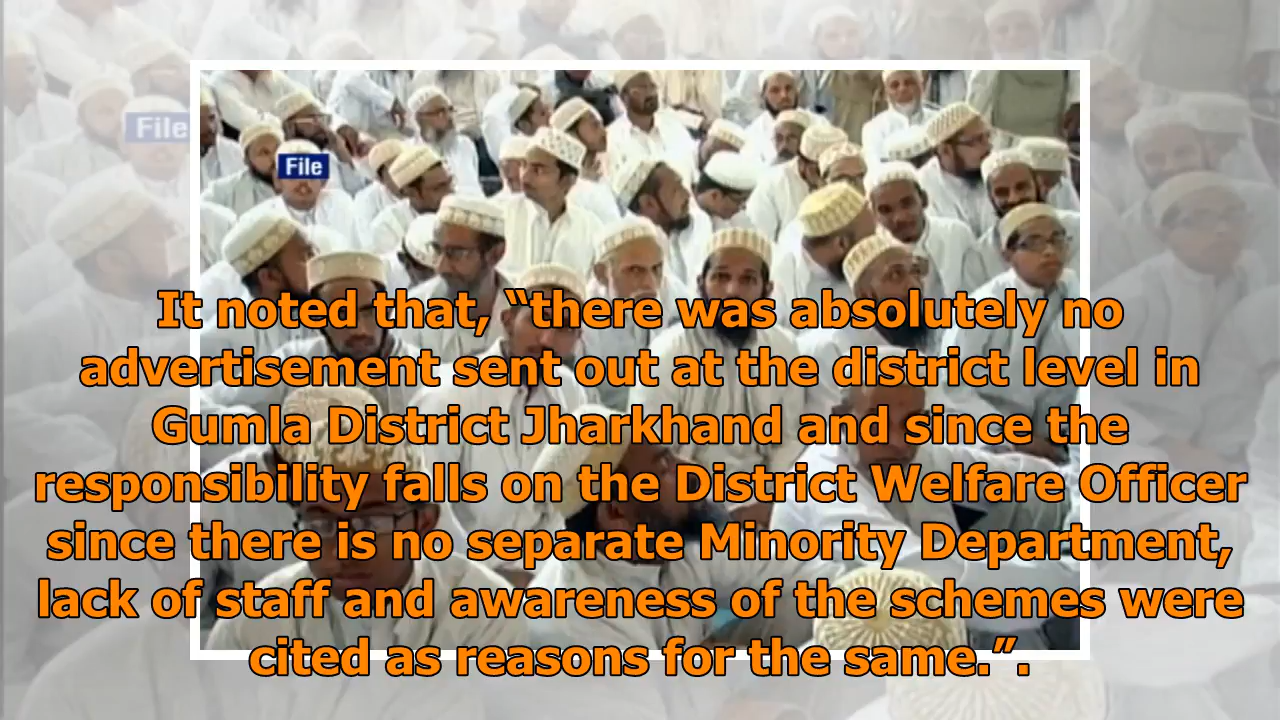 File
File
It noted that, “there was absolutely no
advertisement sent out at the district level in
Gumla District Jharkhand and since the
responsibility falls on the District Welfare Officer
since there is no separate Minority Department,
lack of staff and awareness of the schemes were
cited as reasons for the same.”.